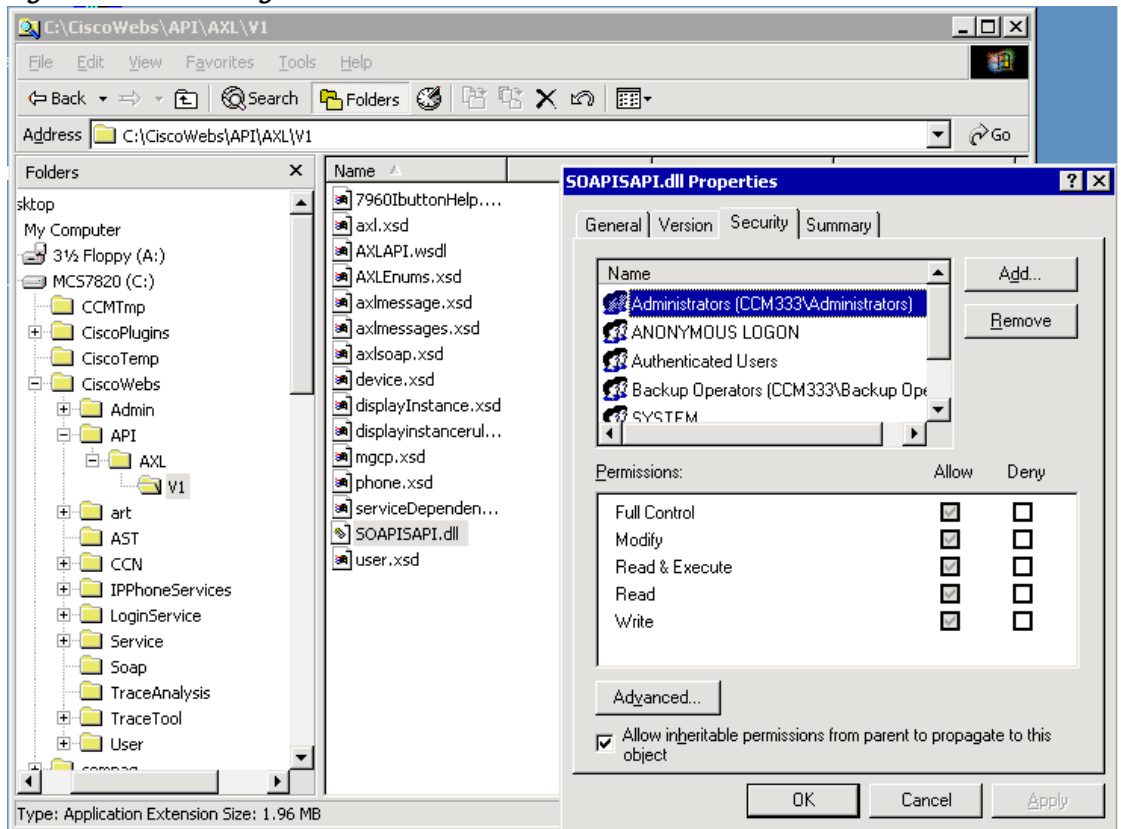 C:\CiscoWebs\API\AXL\V1
File Edit View Favorites Tools Help
Back Search Folders
Address C:\CiscoWebs\API\AXL\V1 Go
Folders
sktop
My Computer
3½ Floppy (A:)
MCS7820 (C:)
CCMTmp
CiscoPlugins
CiscoTemp
CiscoWebs
Admin
API
AXL
V1
art
AST
CCN
IPPhoneServices
LoginService
Service
Soap
TraceAnalysis
TraceTool
User
Name
7960IbuttonHelp....
axl.xsd
AXLAPI.wsdl
AXLEnums.xsd
axlmessage.xsd
axlmessages.xsd
axlsoap.xsd
device.xsd
displayInstance.xsd
displayinstancerul...
mgcp.xsd
phone.xsd
serviceDependen...
SOAPISAPI.dll
user.xsd
Type: Application Extension Size: 1.96 MB
SOAPISAPI.dll Properties
General Version Security Summary
Name
Administrators (CCM333\Administrators)
ANONYMOUS LOGON
Authenticated Users
Backup Operators (CCM333\Backup Ope
SYSTEM
Add...
Remove
Permissions: Allow Deny
Full Control
Modify
Read & Execute
Read
Write
Advanced...
Allow inheritable permissions from parent to propagate to this
object
OK Cancel Apply